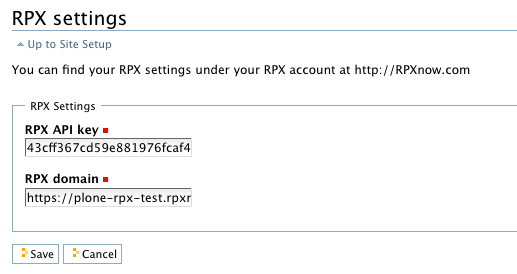 RPX settings
Up to Site Setup
You can find your RPX settings under your RPX account at http://RPXnow.com
RPX Settings
RPX API key
43cff367cd59e881976fcaf4
RPX domain
https://plone-rpx-test.rpxr
Save Cancel